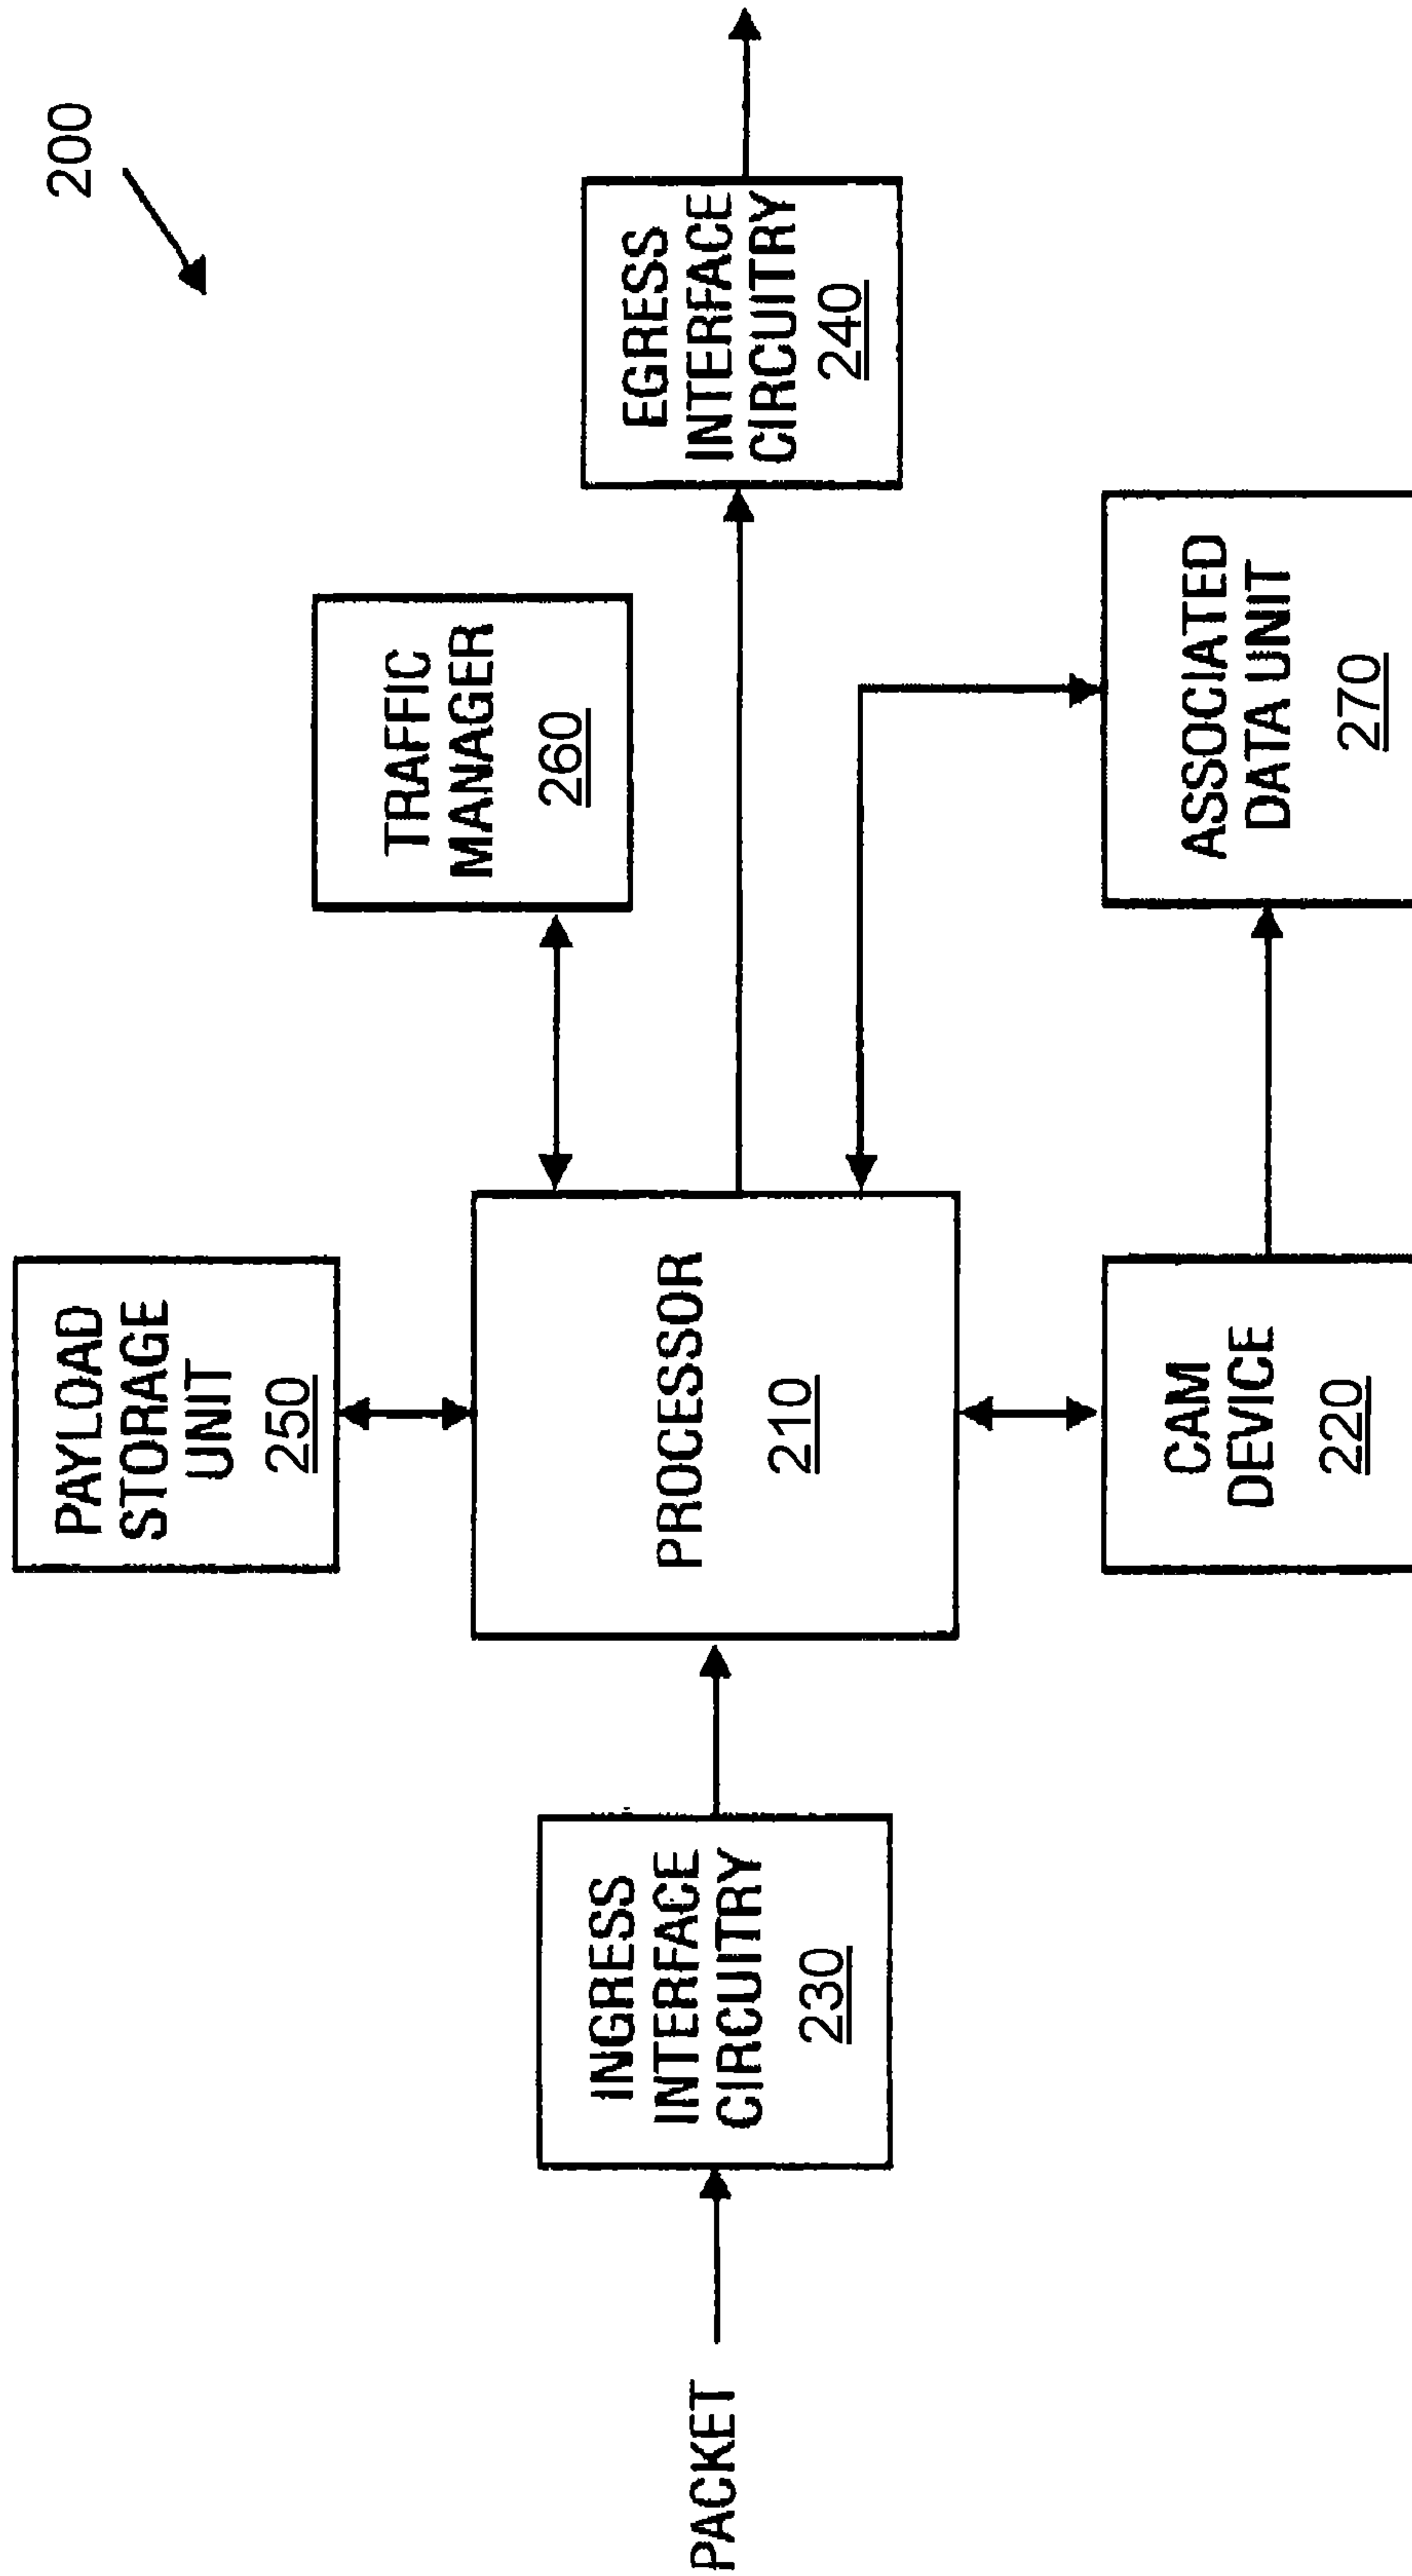 200
PAYLOAD
STORAGE
UNIT
250
TRAFFIC
MANAGER
260
EGRESS
INTERFACE
CIRCUITRY
240
PACKET
INGRESS
INTERFACE
CIRCUITRY
230
PROCESSOR
210
CAM
DEVICE
220
ASSOCIATED
DATA UNIT
270